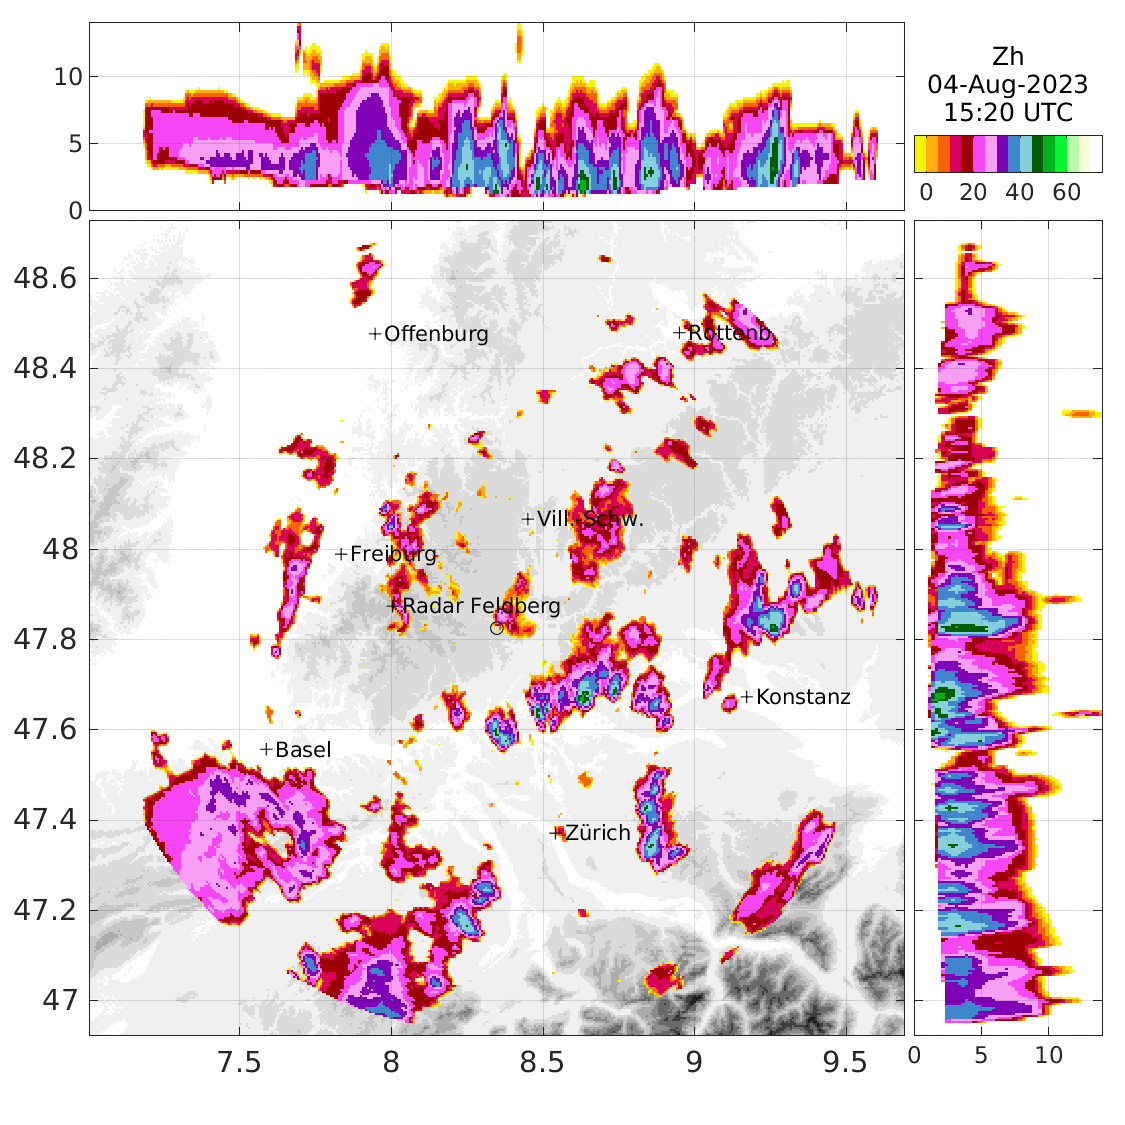 Zh
04-Aug-2023
15:20 UTC
0 20 40 60
10
5
0
48.6
48.4
48.2
48
47.8
47.6
47.4
47.2
47
+Offenburg
+Rottenb.
+Vill.-Schw.
+Freiburg
+Radar Feldberg
+Konstanz
+Basel
+Zürich
7.5 8 8.5 9 9.5
0 5 10